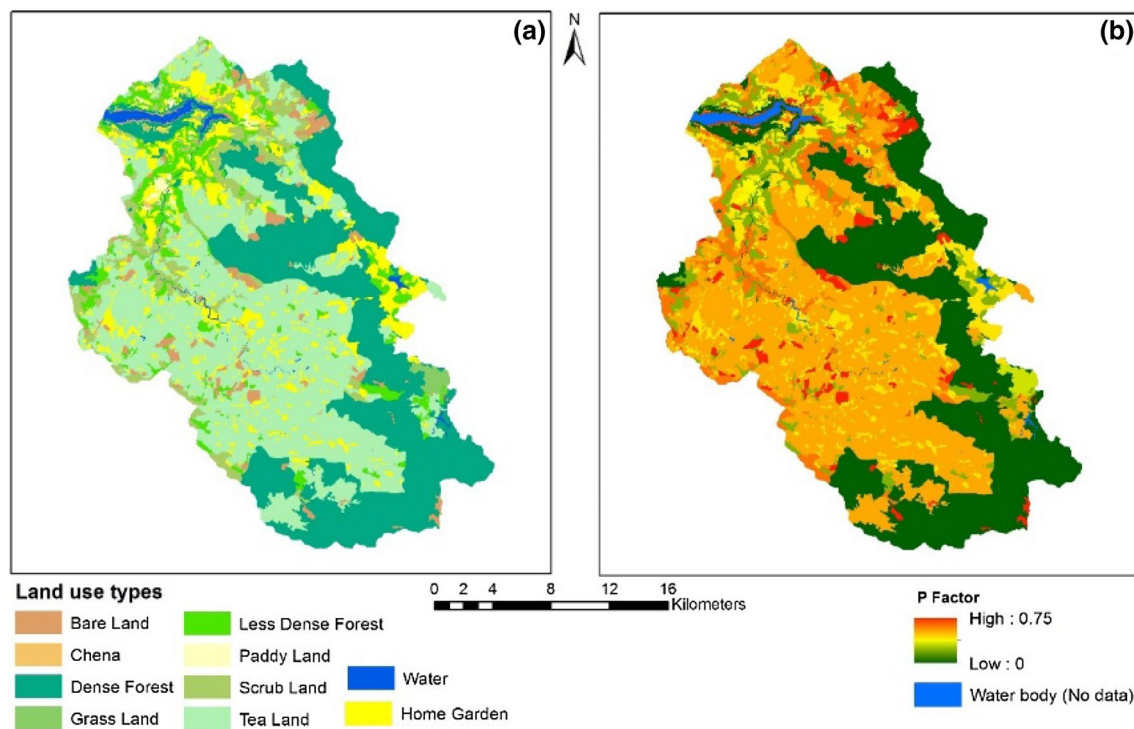 (a)
N
(b)
Land use types
Bare Land
Chena
Dense Forest
Grass Land
Less Dense Forest
Paddy Land
Scrub Land
Tea Land
Water
Home Garden
0 4 8 12 16
Kilometers
P Factor
High : 0.75
Low : 0
Water body (No data)